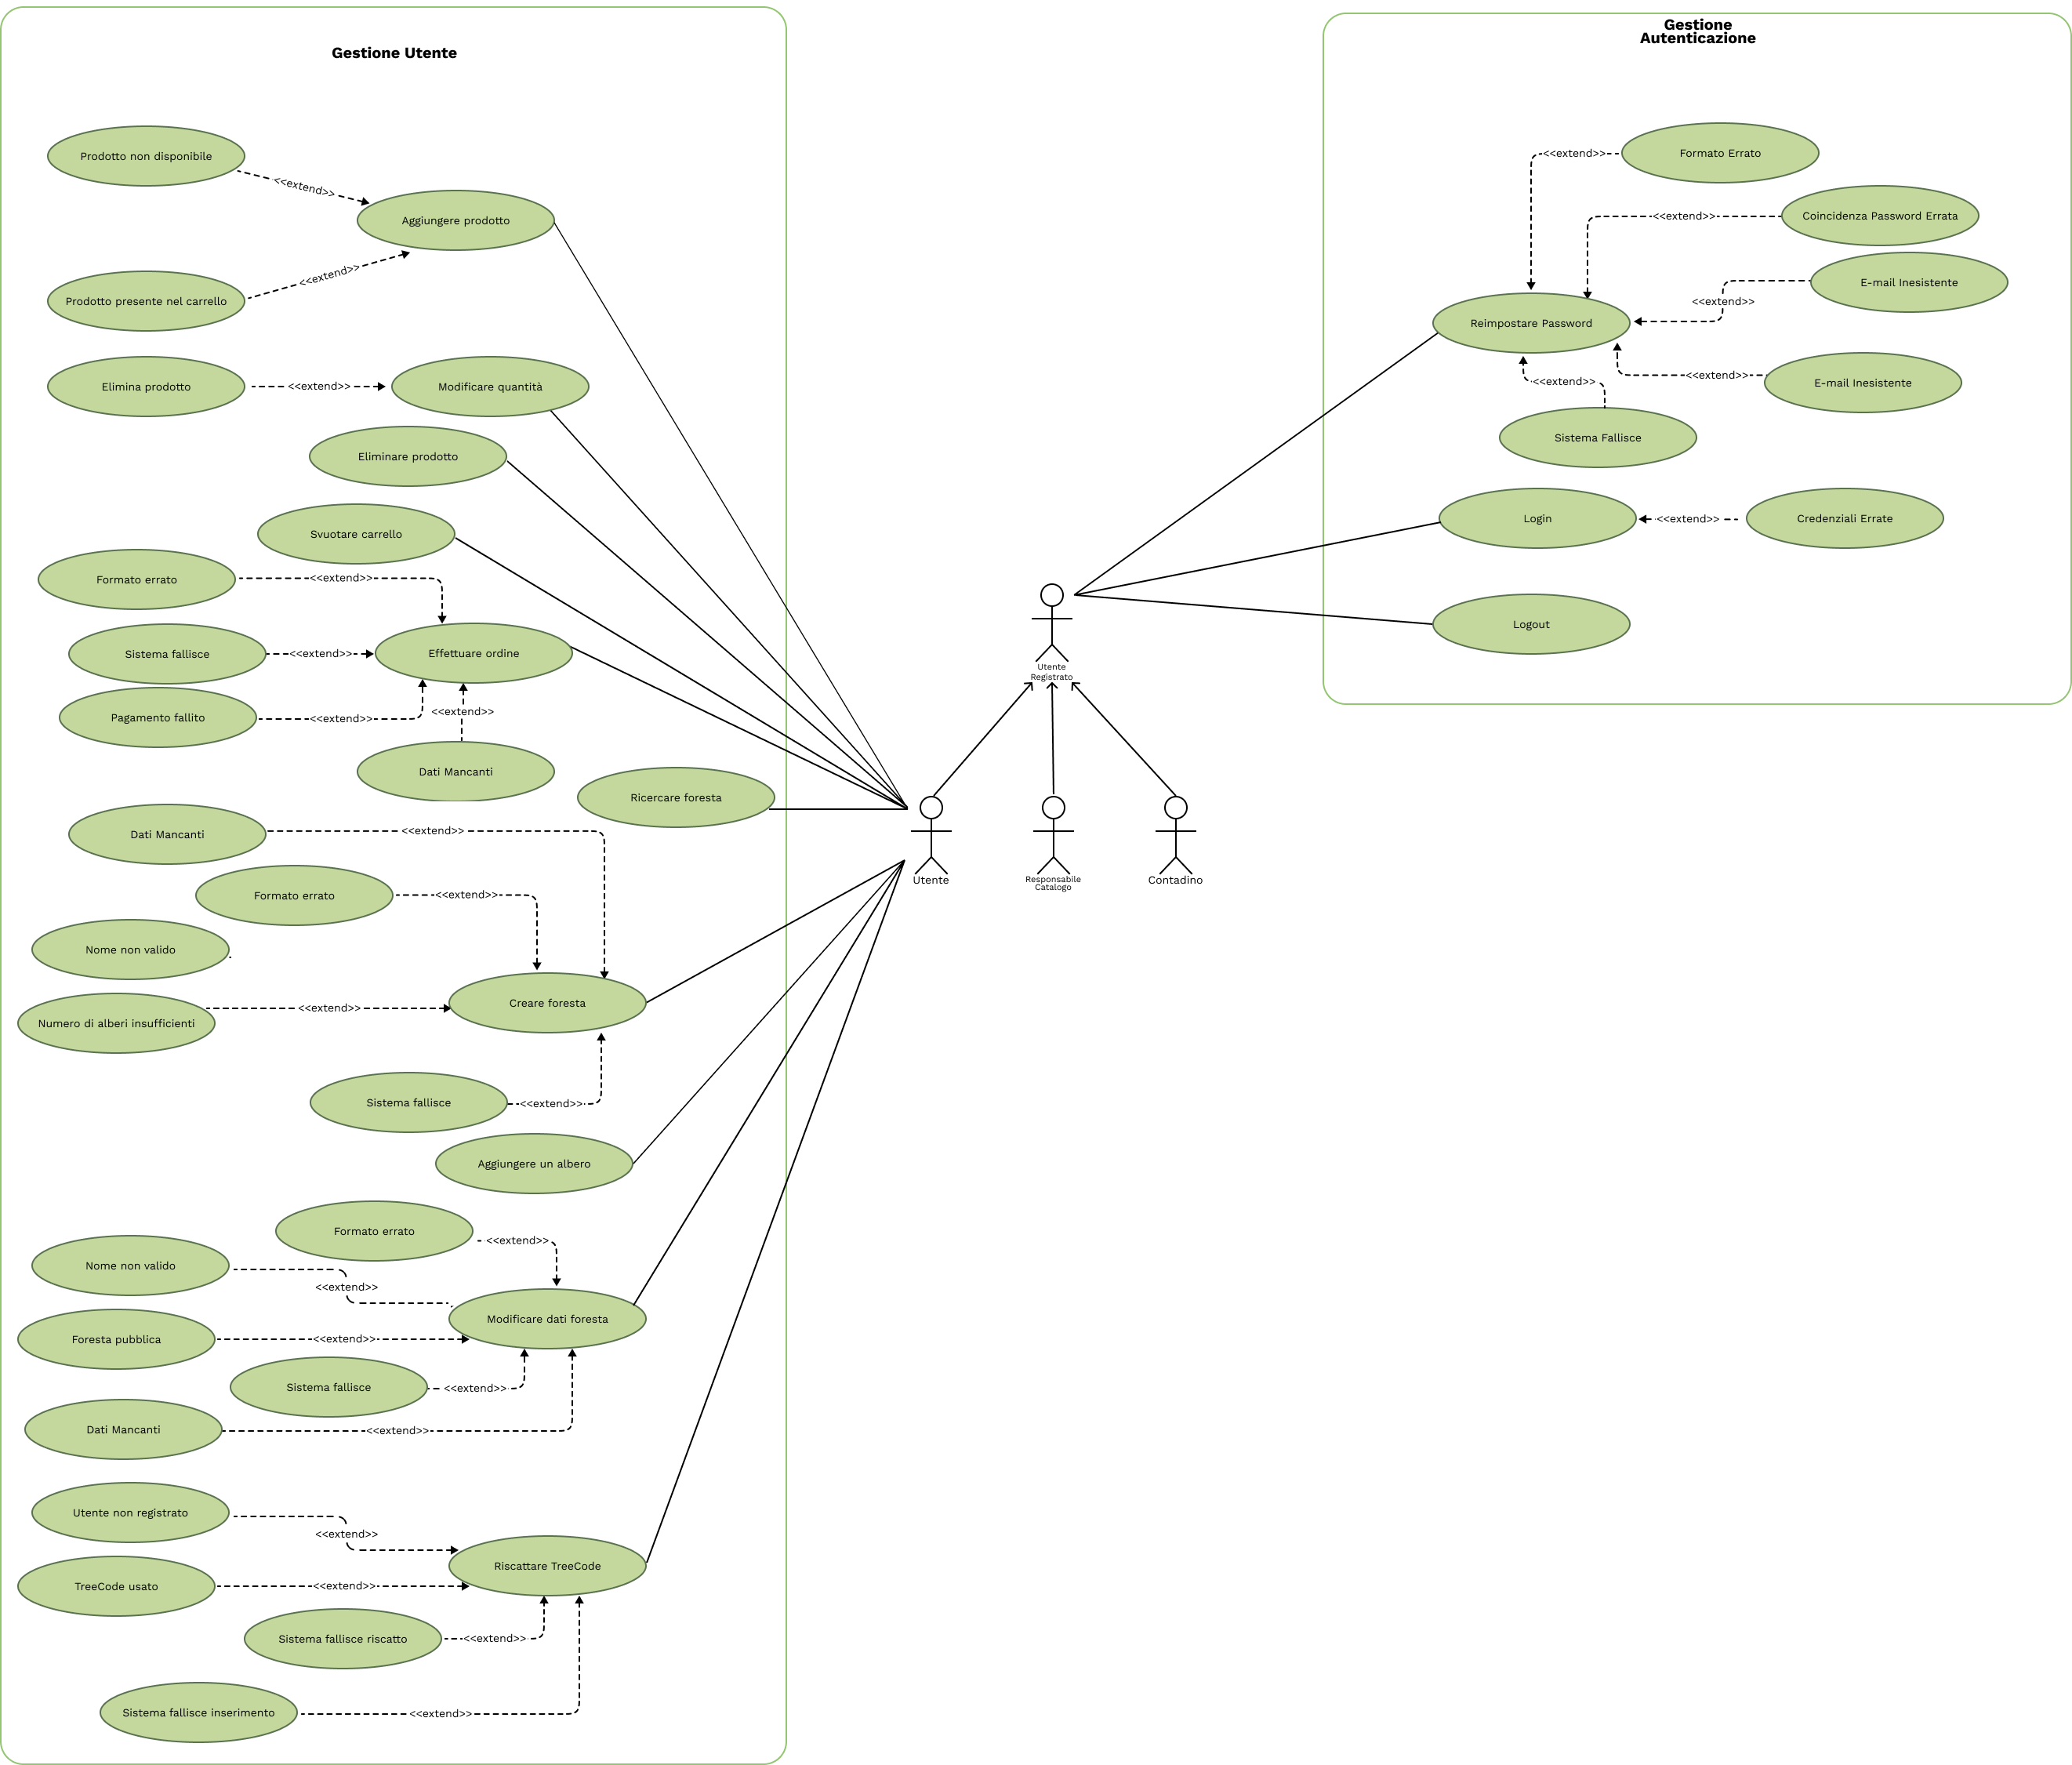 Gestione Utente
Prodotto non disponibile
<<extend>>
Aggiungere prodotto
<<extend>>
Prodotto presente nel carrello
Elimina prodotto
<<extend>>
Modificare quantità
Eliminare prodotto
Svuotare carrello
Formato errato
<<extend>>
Sistema fallisce
<<extend>>
Effettuare ordine
Pagamento fallito
<<extend>>
<<extend>>
Dati Mancanti
Ricercare foresta
Dati Mancanti
<<extend>>
Formato errato
<<extend>>
Nome non valido
Numero di alberi insufficienti
<<extend>>
Creare foresta
Sistema fallisce
<<extend>>
Aggiungere un albero
Formato errato
<<extend>>
Nome non valido
<<extend>>
Modificare dati foresta
Foresta pubblica
<<extend>>
Sistema fallisce
<<extend>>
Dati Mancanti
<<extend>>
Utente non registrato
<<extend>>
Riscattare TreeCode
TreeCode usato
<<extend>>
Sistema fallisce riscatto
<<extend>>
Sistema fallisce inserimento
<<extend>>
Utente
Registrato
Utente
Responsabile
Catalogo
Contadino
Gestione
Autenticazione
<<extend>>
Formato Errato
<<extend>>
Coincidenza Password Errata
<<extend>>
E-mail Inesistente
Reimpostare Password
<<extend>>
E-mail Inesistente
<<extend>>
Sistema Fallisce
Login
<<extend>>
Credenziali Errate
Logout